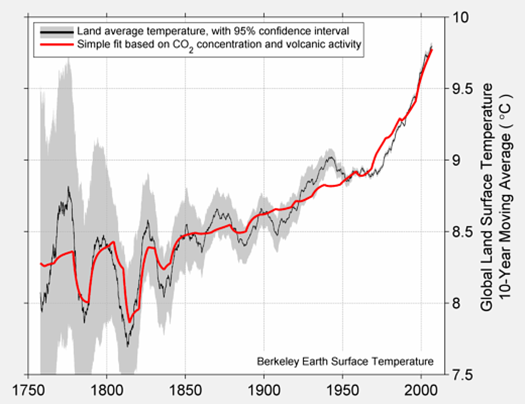 Land average temperature, with 95% confidence interval
Simple fit based on CO2 concentration and volcanic activity
10
9.5
9
8.5
8
7.5
Global Land Surface Temperature
10-Year Moving Average ( °C )
Berkeley Earth Surface Temperature
1750 1800 1850 1900 1950 2000